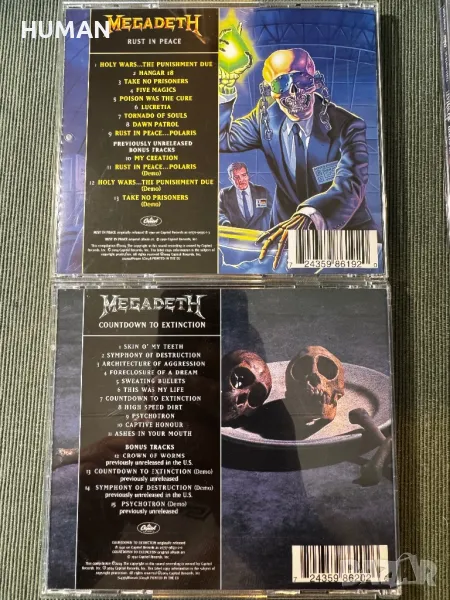 MEGADETH
RUST IN PEACE
1 HOLY WARS...THE PUNISHMENT DUE
2 HANGAR 18
3 TAKE NO PRISONERS
4 FIVE MAGICS
5 POISON WAS THE CURE
6 LUCRETIA
7 TORNADO OF SOULS
8 DAWN PATROL
9 RUST IN PEACE...POLARIS
PREVIOUSLY UNRELEASED
BONUS TRACKS
10 MY CREATION
11 RUST IN PEACE...POLARIS
(Demo)
12 HOLY WARS...THE PUNISHMENT DUE
(Demo)
13 TAKE NO PRISONERS
(Demo)
Capitol
7 24359 86192 0
MEGADETH
COUNTDOWN TO EXTINCTION
1 SKIN O' MY TEETH
2 SYMPHONY OF DESTRUCTION
3 ARCHITECTURE OF AGGRESSION
4 FORECLOSURE OF A DREAM
5 SWEATING BULLETS
6 THIS WAS MY LIFE
7 COUNTDOWN TO EXTINCTION
8 HIGH SPEED DIRT
9 PSYCHOTRON
10 CAPTIVE HONOUR
11 ASHES IN YOUR MOUTH
BONUS TRACKS
12 CROWN OF WORMS
previously unreleased in the U.S.
13 COUNTDOWN TO EXTINCTION (Demo)
previously unreleased
14 SYMPHONY OF DESTRUCTION (Demo)
previously unreleased in the U.S.
15 PSYCHOTRON (Demo)
previously unreleased
Capitol
7 24359 86202